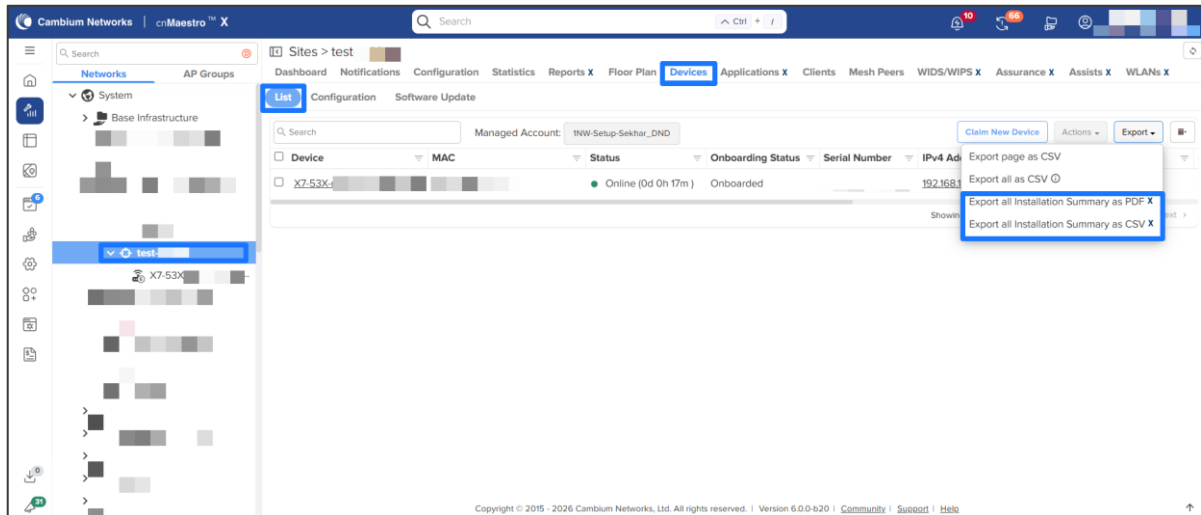 Cambium Networks | cnMaestro™ X
Search
Ctrl + /
10
66
Search
Networks
AP Groups
System
Base Infrastructure
test-
X7-53X
6
0
31
Sites > test
Dashboard Notifications Configuration Statistics Reports X Floor Plan Devices Applications X Clients Mesh Peers WIDS/WIPS X Assurance X Assists X WLANs X
List Configuration Software Update
Search
Managed Account: 1NW-Setup-Sekhar_DND
Claim New Device Actions Export
Device MAC Status Onboarding Status Serial Number IPv4
X7-53X- Online (0d 0h 17m) Onboarded 192.168.1
Export page as CSV
Export all as CSV
Export all Installation Summary as PDF X
Export all Installation Summary as CSV X
Copyright © 2015 - 2026 Cambium Networks, Ltd. All rights reserved. | Version 6.0.0-b20 | Community | Support | Help